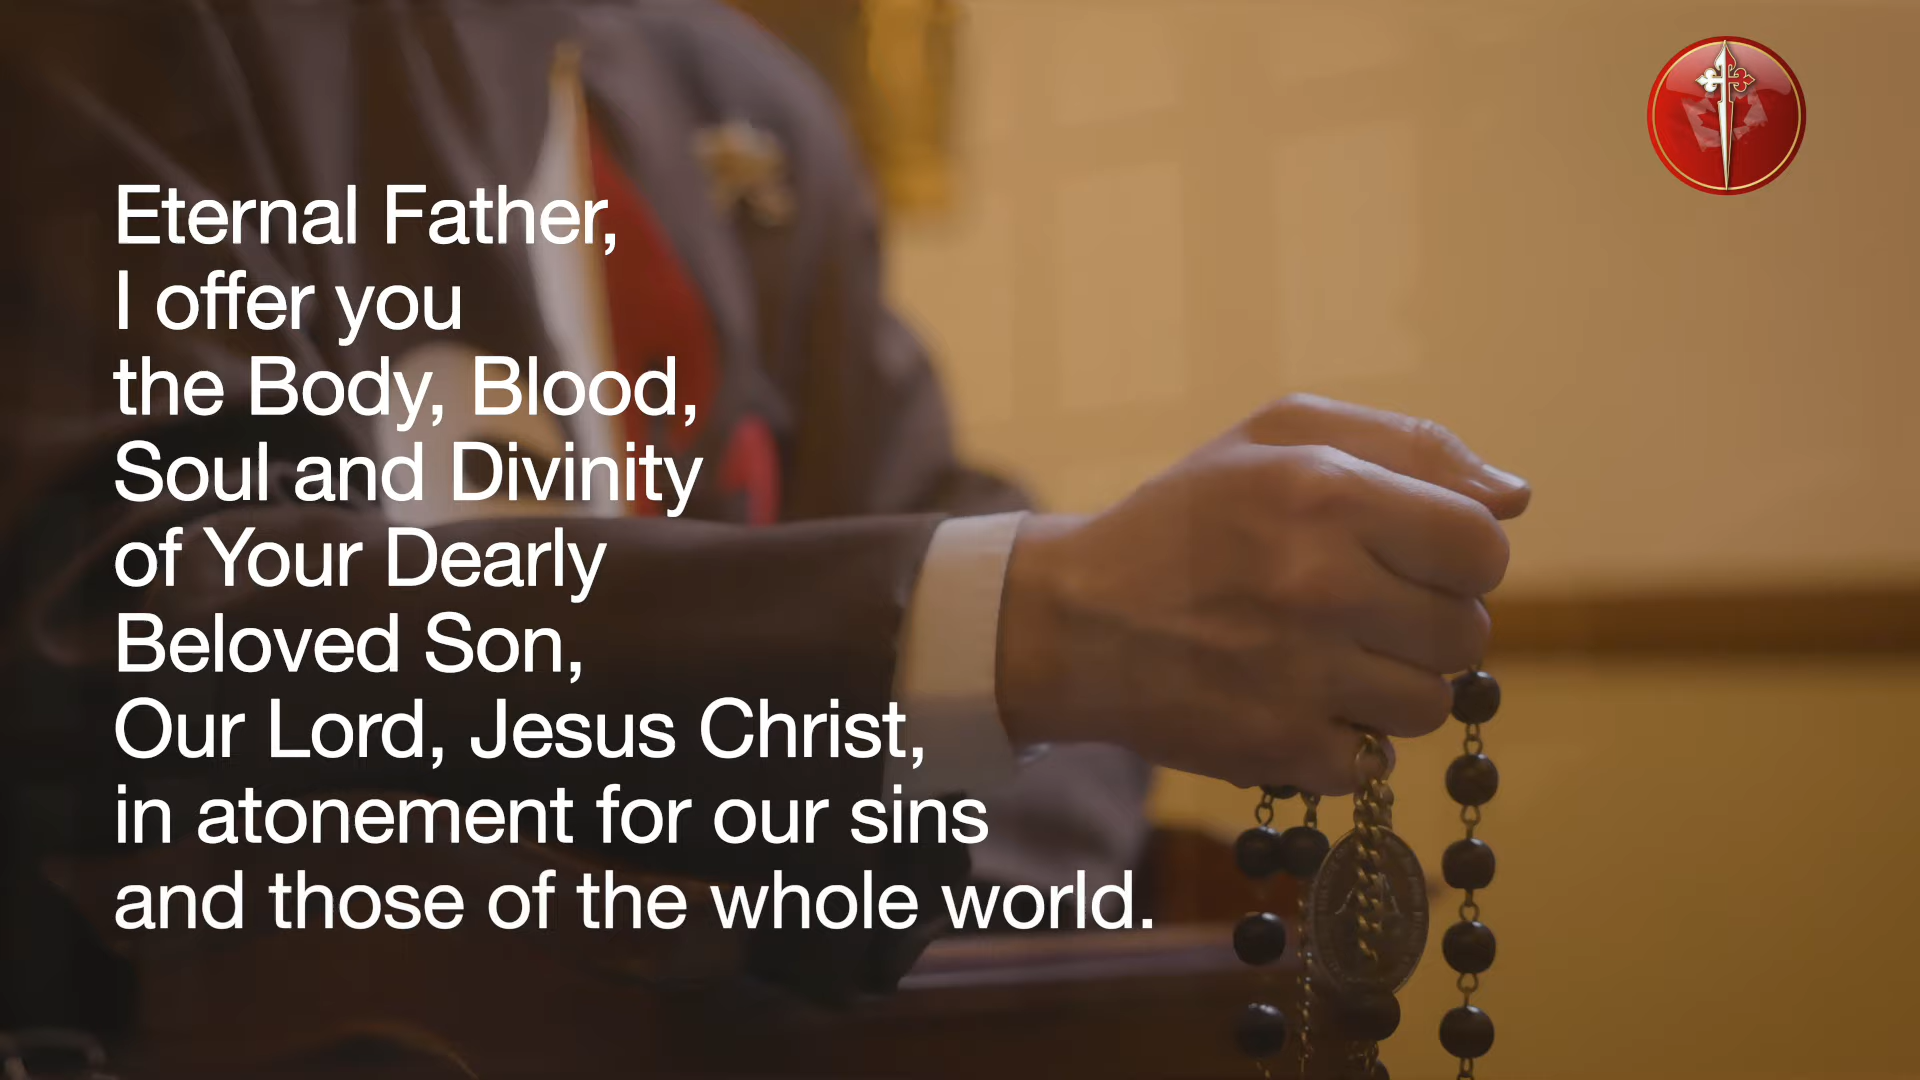 Eternal Father,
I offer you
the Body, Blood,
Soul and Divinity
of Your Dearly
Beloved Son,
Our Lord, Jesus Christ,
in atonement for our sins
and those of the whole world.